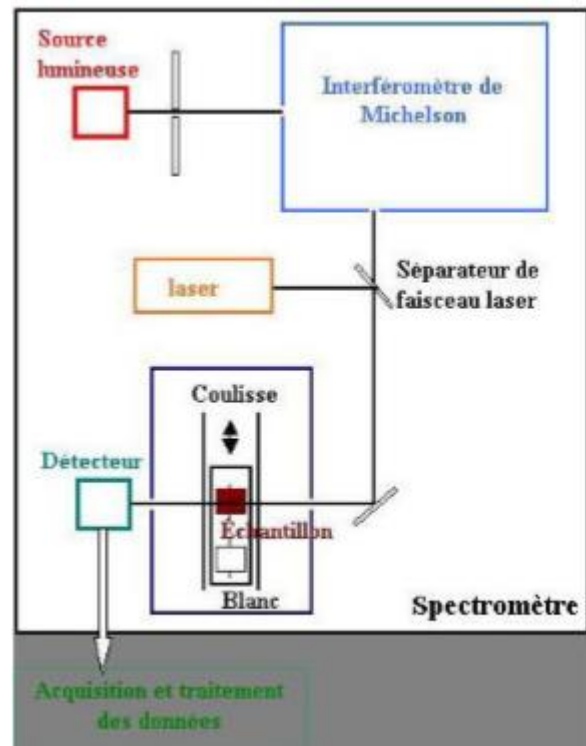 Source
lumineuse
Interféromètre de
Michelson
laser
Séparateur de
faisceau laser
Coulisse
Détecteur
Échantillon
Blanc
Spectromètre
Acquisition et traitement
des données